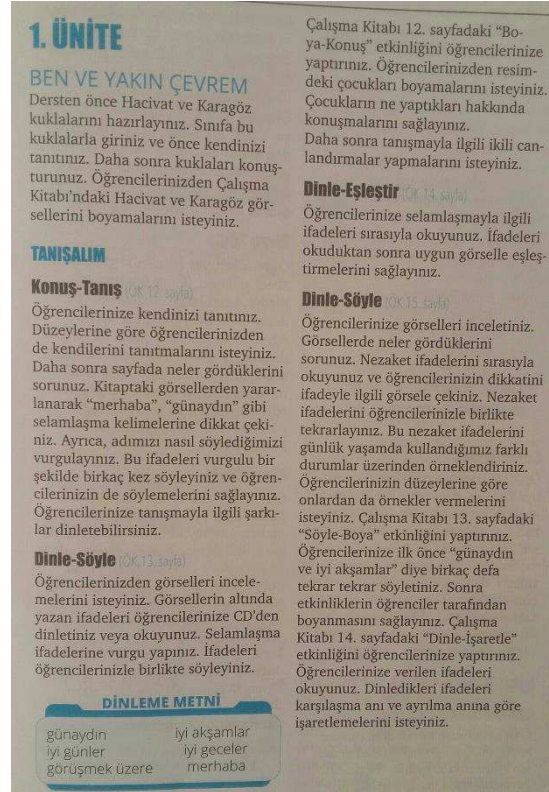 1. ÜNİTE
BEN VE YAKIN ÇEVREM
Dersten önce Hacivat ve Karagöz
kuklalarını hazırlayınız. Sınıfa bu
kuklalarla giriniz ve önce kendinizi
tanıtınız. Daha sonra kuklaları konuş-
turunuz. Öğrencilerinizden Çalışma
Kitabı'ndaki Hacivat ve Karagöz gör-
sellerini boyamalarını isteyiniz.
TANIŞALIM
Konuş-Tanış (ÖK 12. sayfa)
Öğrencilerinize kendinizi tanıtınız.
Düzeylerine göre öğrencilerinizden
de kendilerini tanıtmalarını isteyiniz.
Daha sonra sayfada neler gördüklerini
sorunuz. Kitaptaki görsellerden yarar-
lanarak “merhaba”, “günaydın” gibi
selamlaşma kelimelerine dikkat çeki-
niz. Ayrıca, adımızı nasıl söylediğimizi
vurgulayınız. Bu ifadeleri vurgulu bir
şekilde birkaç kez söyleyiniz ve öğren-
cilerinizin de söylemelerini sağlayınız.
Öğrencilerinize tanışmayla ilgili şarkı-
lar dinletebilirsiniz.
Dinle-Söyle (ÖK 13. sayfa)
Öğrencilerinizden görselleri incele-
melerini isteyiniz. Görsellerin altında
yazan ifadeleri öğrencilerinize CD'den
dinletiniz veya okuyunuz. Selamlaşma
ifadelerine vurgu yapınız. İfadeleri
öğrencilerinizle birlikte söyleyiniz.
DİNLEME METNİ
günaydın iyi akşamlar
iyi günler iyi geceler
görüşmek üzere merhaba
Çalışma Kitabı 12. sayfadaki “Bo-
ya-Konuş” etkinliğini öğrencilerinize
yaptırınız. Öğrencilerinizden resim-
deki çocukları boyamalarını isteyiniz.
Çocukların ne yaptıkları hakkında
konuşmalarını sağlayınız.
Daha sonra tanışmayla ilgili ikili can-
landırmalar yapmalarını isteyiniz.
Dinle-Eşleştir (ÖK 14. sayfa)
Öğrencilerinize selamlaşmayla ilgili
ifadeleri sırasıyla okuyunuz. İfadeleri
okuduktan sonra uygun görselle eşleş-
tirmelerini sağlayınız.
Dinle-Söyle (ÖK 15. sayfa)
Öğrencilerinize görselleri inceletiniz.
Görsellerde neler gördüklerini
sorunuz. Nezaket ifadelerini sırasıyla
okuyunuz ve öğrencilerinizin dikkatini
ifadeyle ilgili görsele çekiniz. Nezaket
ifadelerini öğrencilerinizle birlikte
tekrarlayınız. Bu nezaket ifadelerini
günlük yaşamda kullandığımız farklı
durumlar üzerinden örneklendiriniz.
Öğrencilerinizin düzeylerine göre
onlardan da örnekler vermelerini
isteyiniz. Çalışma Kitabı 13. sayfadaki
“Söyle-Boya” etkinliğini yaptırınız.
Öğrencilerinize ilk önce “günaydın
ve iyi akşamlar” diye birkaç defa
tekrar tekrar söyletiniz. Sonra
etkinliklerin öğrenciler tarafından
boyanmasını sağlayınız. Çalışma
Kitabı 14. sayfadaki “Dinle-İşaretle”
etkinliğini öğrencilerinize yaptırınız.
Öğrencilerinize verilen ifadeleri
okuyunuz. Dinledikleri ifadeleri
karşılaşma anı ve ayrılma anına göre
işaretlemelerini isteyiniz.